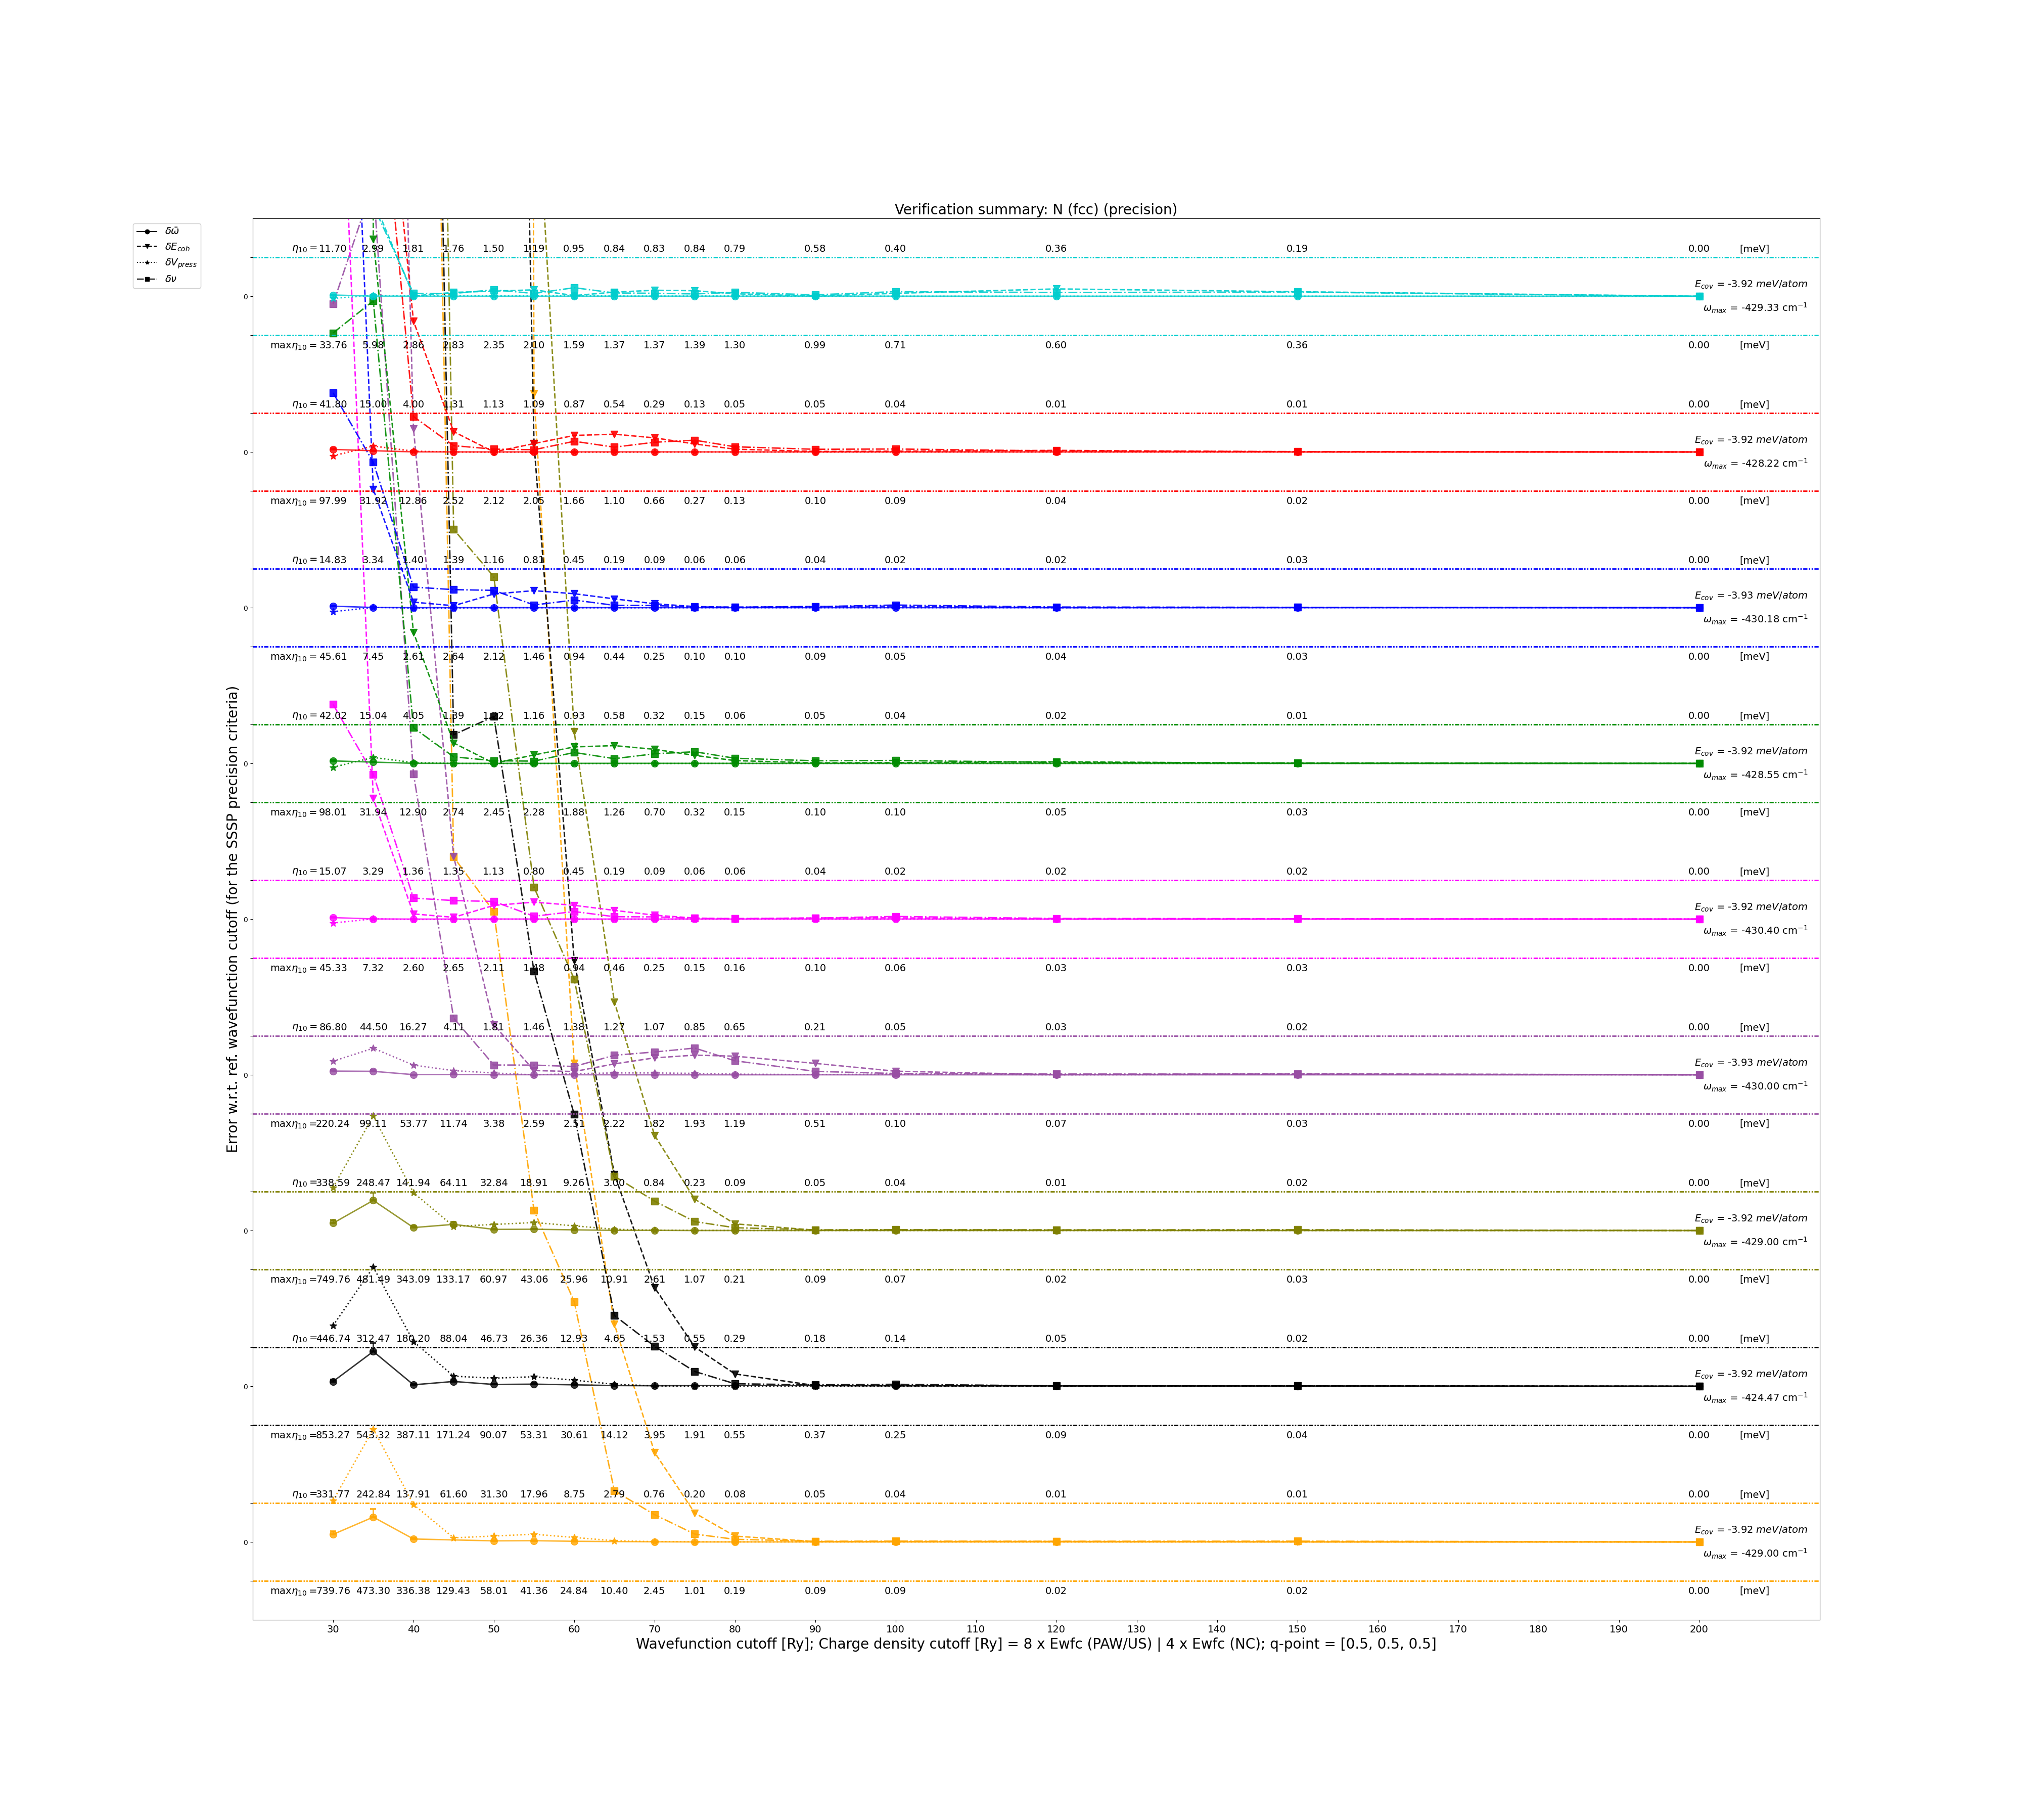 Verification summary: N (fcc) (precision)
δω̄
δE_coh
δV_press
δν
η₁₀ = 11.70 2.99 1.81 1.76 1.50 1.19 0.95 0.84 0.83 0.84 0.79 0.58 0.40 0.36 0.19 0.00 [meV]
0
E_cov = -3.92 meV/atom
ω_max = -429.33 cm⁻¹
maxη₁₀ = 33.76 5.98 2.86 2.83 2.35 2.10 1.59 1.37 1.37 1.39 1.30 0.99 0.71 0.60 0.36 0.00 [meV]
η₁₀ = 41.80 15.00 4.00 1.31 1.13 1.09 0.87 0.54 0.29 0.13 0.05 0.05 0.04 0.01 0.01 0.00 [meV]
0
E_cov = -3.92 meV/atom
ω_max = -428.22 cm⁻¹
maxη₁₀ = 97.99 31.92 12.86 2.52 2.12 2.05 1.66 1.10 0.66 0.27 0.13 0.10 0.09 0.04 0.02 0.00 [meV]
η₁₀ = 14.83 3.34 1.40 1.39 1.16 0.81 0.45 0.19 0.09 0.06 0.06 0.04 0.02 0.02 0.03 0.00 [meV]
0
E_cov = -3.93 meV/atom
ω_max = -430.18 cm⁻¹
maxη₁₀ = 45.61 7.45 2.61 2.64 2.12 1.46 0.94 0.44 0.25 0.10 0.10 0.09 0.05 0.04 0.03 0.00 [meV]
η₁₀ = 42.02 15.04 4.05 1.39 0.93 0.58 0.32 0.15 0.06 0.05 0.04 0.02 0.01 0.00 [meV]
0
E_cov = -3.92 meV/atom
ω_max = -428.55 cm⁻¹
maxη₁₀ = 98.01 31.94 12.90 2.74 2.45 2.28 1.88 1.26 0.70 0.32 0.15 0.10 0.10 0.05 0.03 0.00 [meV]
η₁₀ = 15.07 3.29 1.36 1.35 1.13 0.80 0.45 0.19 0.09 0.06 0.06 0.04 0.02 0.02 0.02 0.00 [meV]
0
E_cov = -3.92 meV/atom
ω_max = -430.40 cm⁻¹
maxη₁₀ = 45.33 7.32 2.60 2.65 2.11 0.94 0.46 0.25 0.15 0.16 0.10 0.06 0.03 0.03 0.00 [meV]
η₁₀ = 86.80 44.50 16.27 4.11 1.81 1.46 1.38 1.27 1.07 0.85 0.65 0.21 0.05 0.03 0.02 0.00 [meV]
0
E_cov = -3.93 meV/atom
ω_max = -430.00 cm⁻¹
maxη₁₀ = 220.24 99.11 53.77 11.74 3.38 2.59 2.51 2.22 1.82 1.93 1.19 0.51 0.10 0.07 0.03 0.00 [meV]
η₁₀ = 338.59 248.47 141.94 64.11 32.84 18.91 9.26 3.00 0.84 0.23 0.09 0.05 0.04 0.01 0.02 0.00 [meV]
0
E_cov = -3.92 meV/atom
ω_max = -429.00 cm⁻¹
maxη₁₀ = 749.76 481.49 343.09 133.17 60.97 43.06 25.96 10.91 2.61 1.07 0.21 0.09 0.07 0.02 0.03 0.00 [meV]
η₁₀ = 446.74 312.47 180.20 88.04 46.73 26.36 12.93 4.65 1.53 0.55 0.29 0.18 0.14 0.05 0.02 0.00 [meV]
0
E_cov = -3.92 meV/atom
ω_max = -424.47 cm⁻¹
maxη₁₀ = 853.27 543.32 387.11 171.24 90.07 53.31 30.61 14.12 3.95 1.91 0.55 0.37 0.25 0.09 0.04 0.00 [meV]
η₁₀ = 331.77 242.84 137.91 61.60 31.30 17.96 8.75 2.79 0.76 0.20 0.08 0.05 0.04 0.01 0.01 0.00 [meV]
0
E_cov = -3.92 meV/atom
ω_max = -429.00 cm⁻¹
maxη₁₀ = 739.76 473.30 336.38 129.43 58.01 41.36 24.84 10.40 2.45 1.01 0.19 0.09 0.09 0.02 0.02 0.00 [meV]
30 40 50 60 70 80 90 100 110 120 130 140 150 160 170 180 190 200
Wavefunction cutoff [Ry]; Charge density cutoff [Ry] = 8 x Ewfc (PAW/US) | 4 x Ewfc (NC); q-point = [0.5, 0.5, 0.5]
Error w.r.t. ref. wavefunction cutoff (for the SSSP precision criteria)